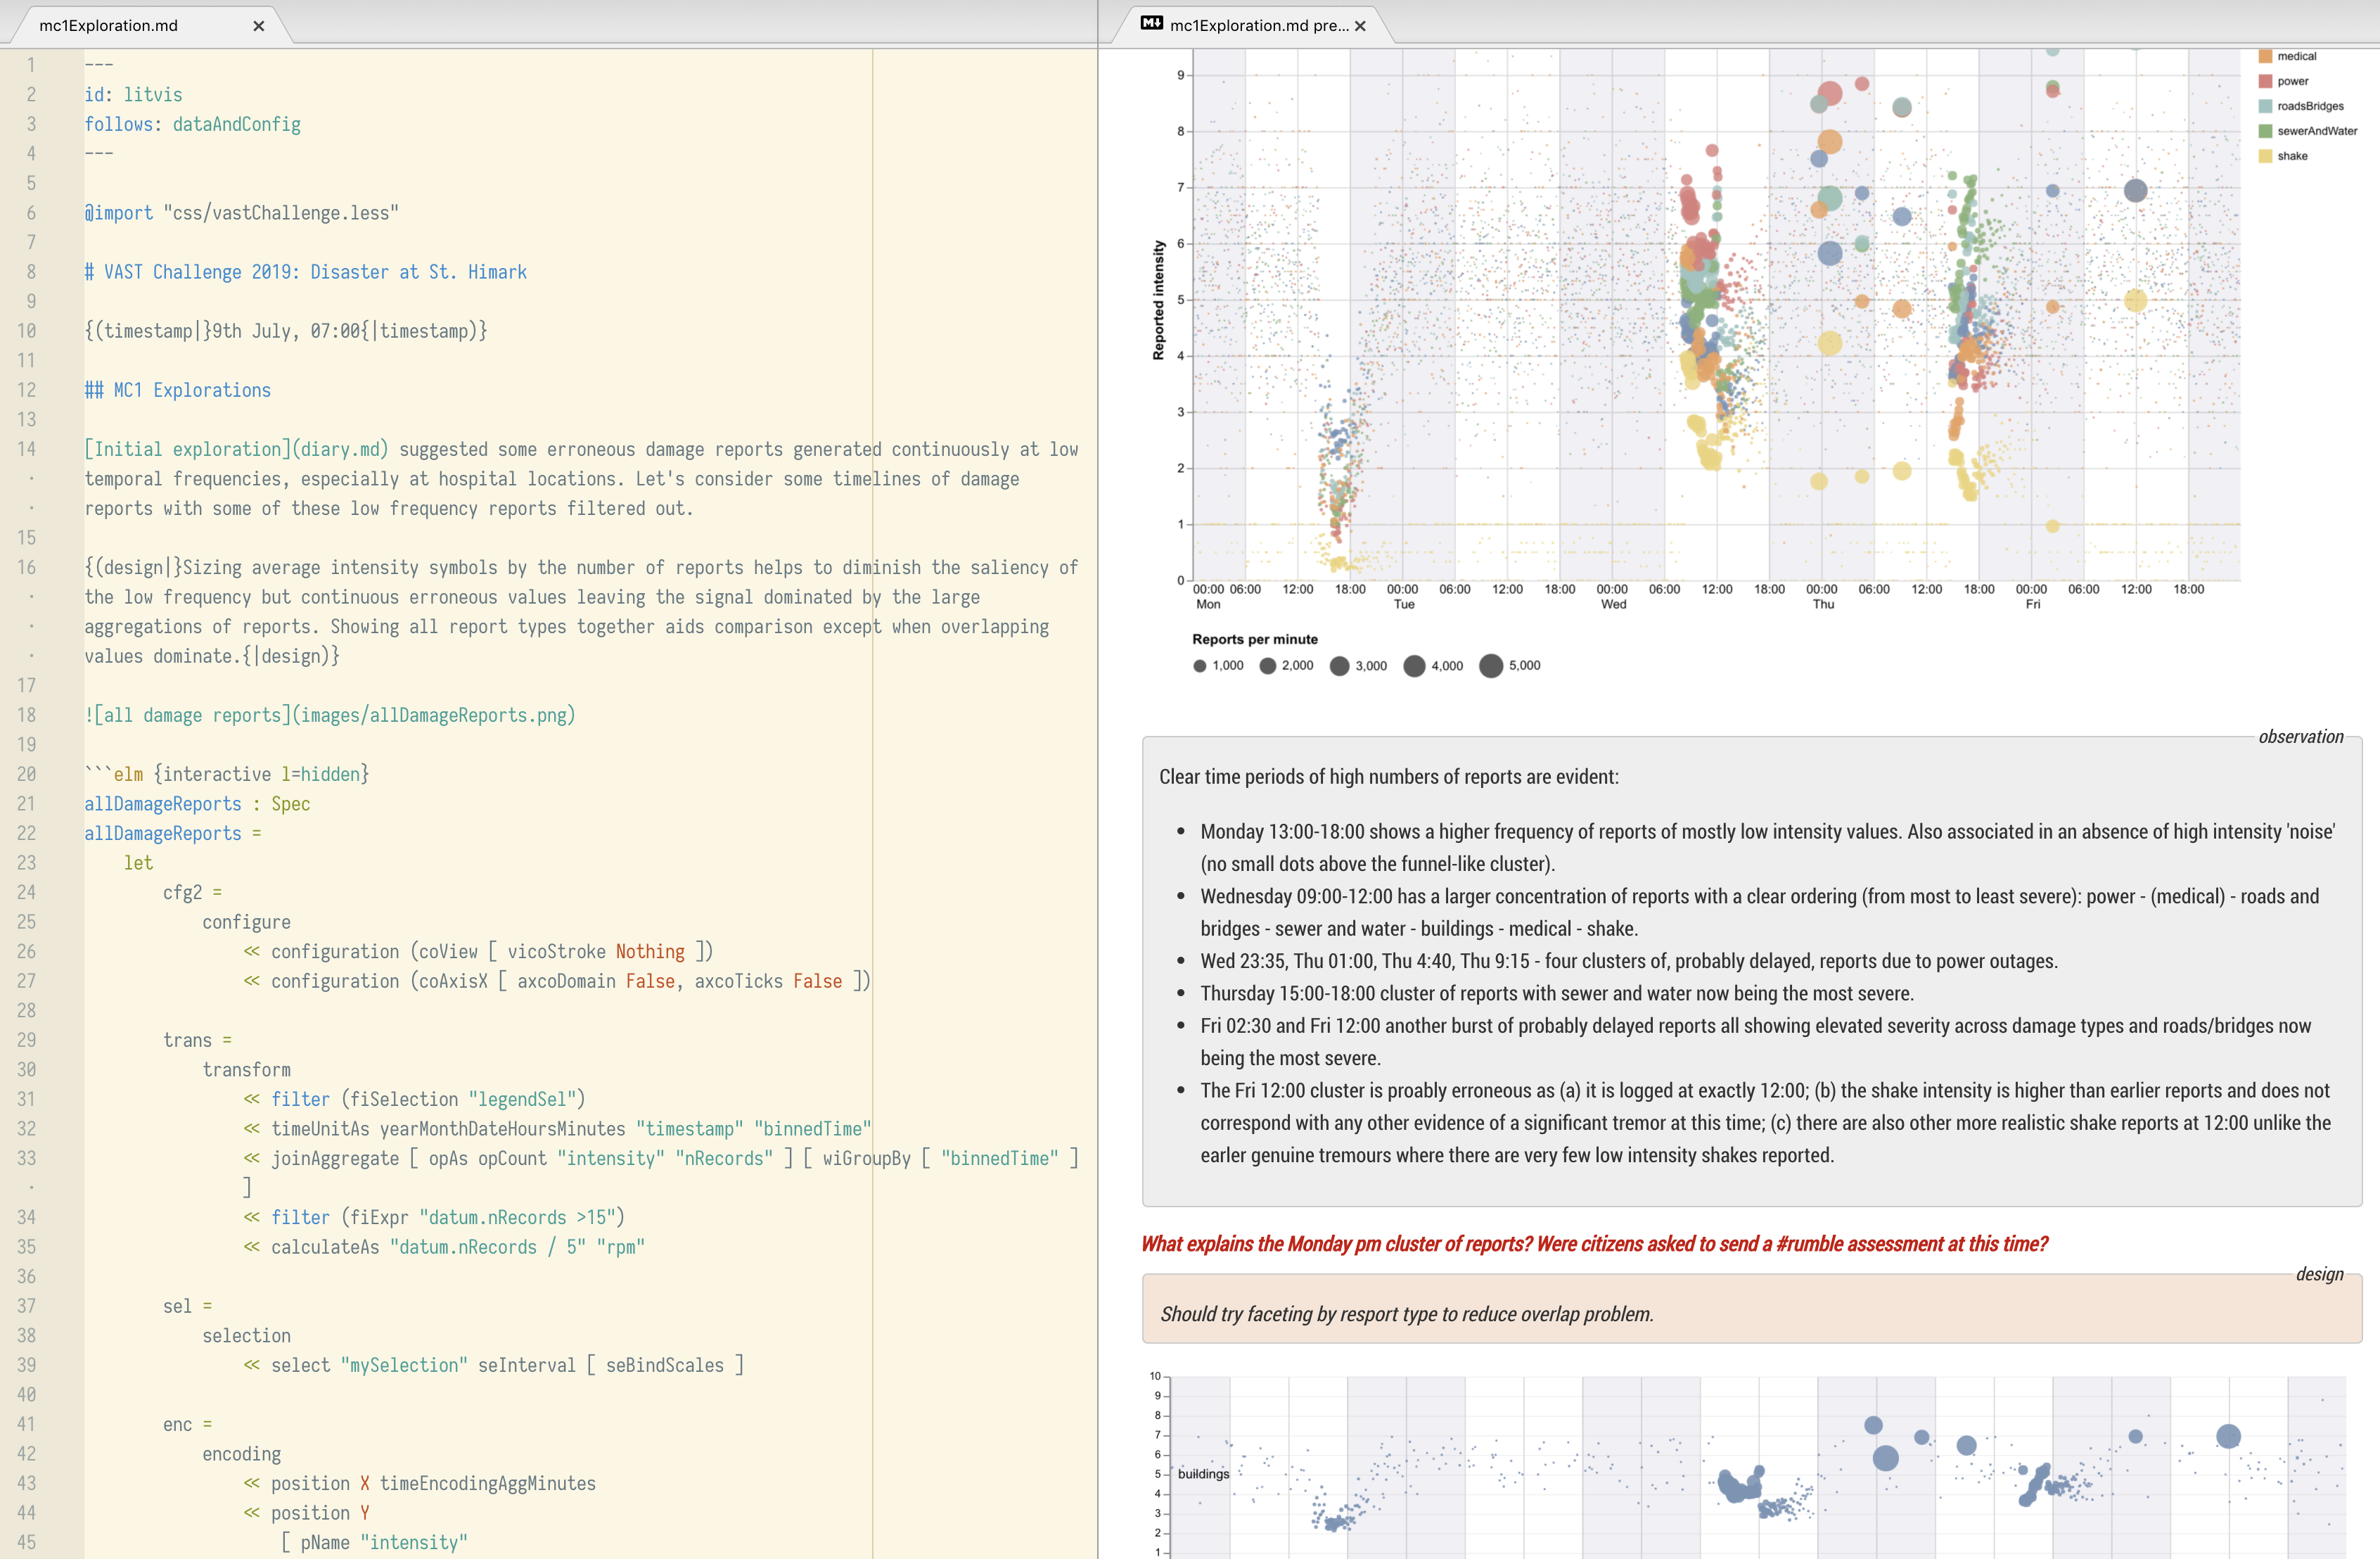 mc1Exploration.md
1 ---
2 id: litvis
3 follows: dataAndConfig
4 ---
5
6 @import "css/vastChallenge.less"
7
8 # VAST Challenge 2019: Disaster at St. Himark
9
10 {(timestamp|}9th July, 07:00{|timestamp)}
11
12 ## MC1 Explorations
13
14 [Initial exploration](diary.md) suggested some erroneous damage reports generated continuously at low
· temporal frequencies, especially at hospital locations. Let's consider some timelines of damage
· reports with some of these low frequency reports filtered out.
15
16 {(design|}Sizing average intensity symbols by the number of reports helps to diminish the saliency of
· the low frequency but continuous erroneous values leaving the signal dominated by the large
· aggregations of reports. Showing all report types together aids comparison except when overlapping
· values dominate.{|design)}
17
18 ![all damage reports](images/allDamageReports.png)
19
20 ```elm {interactive l=hidden}
21 allDamageReports : Spec
22 allDamageReports =
23 let
24 cfg2 =
25 configure
26 << configuration (coView [ vicoStroke Nothing ])
27 << configuration (coAxisX [ axcoDomain False, axcoTicks False ])
28
29 trans =
30 transform
31 << filter (fiSelection "legendSel")
32 << timeUnitAs yearMonthDateHoursMinutes "timestamp" "binnedTime"
33 << joinAggregate [ opAs opCount "intensity" "nRecords" ] [ wiGroupBy [ "binnedTime" ]
· ]
34 << filter (fiExpr "datum.nRecords >15")
35 << calculateAs "datum.nRecords / 5" "rpm"
36
37 sel =
38 selection
39 << select "mySelection" seInterval [ seBindScales ]
40
41 enc =
42 encoding
43 << position X timeEncodingAggMinutes
44 << position Y
45 [ pName "intensity"
mc1Exploration.md pre...
medical
power
roadsBridges
sewerAndWater
shake
Reported intensity
9
8
7
6
5
4
3
2
1
0
00:00 06:00 12:00 18:00 00:00 06:00 12:00 18:00 00:00 06:00 12:00 18:00 00:00 06:00 12:00 18:00 00:00 06:00 12:00 18:00
Mon Tue Wed Thu Fri
Reports per minute
1,000 2,000 3,000 4,000 5,000
observation
Clear time periods of high numbers of reports are evident:
• Monday 13:00-18:00 shows a higher frequency of reports of mostly low intensity values. Also associated in an absence of high intensity 'noise'
(no small dots above the funnel-like cluster).
• Wednesday 09:00-12:00 has a larger concentration of reports with a clear ordering (from most to least severe): power - (medical) - roads and
bridges - sewer and water - buildings - medical - shake.
• Wed 23:35, Thu 01:00, Thu 4:40, Thu 9:15 - four clusters of, probably delayed, reports due to power outages.
• Thursday 15:00-18:00 cluster of reports with sewer and water now being the most severe.
• Fri 02:30 and Fri 12:00 another burst of probably delayed reports all showing elevated severity across damage types and roads/bridges now
being the most severe.
• The Fri 12:00 cluster is proably erroneous as (a) it is logged at exactly 12:00; (b) the shake intensity is higher than earlier reports and does not
correspond with any other evidence of a significant tremor at this time; (c) there are also other more realistic shake reports at 12:00 unlike the
earler genuine tremours where there are very few low intensity shakes reported.
What explains the Monday pm cluster of reports? Were citizens asked to send a #rumble assessment at this time?
design
Should try faceting by resport type to reduce overlap problem.
10
9
8
7
6
5
4
3
2
1
buildings